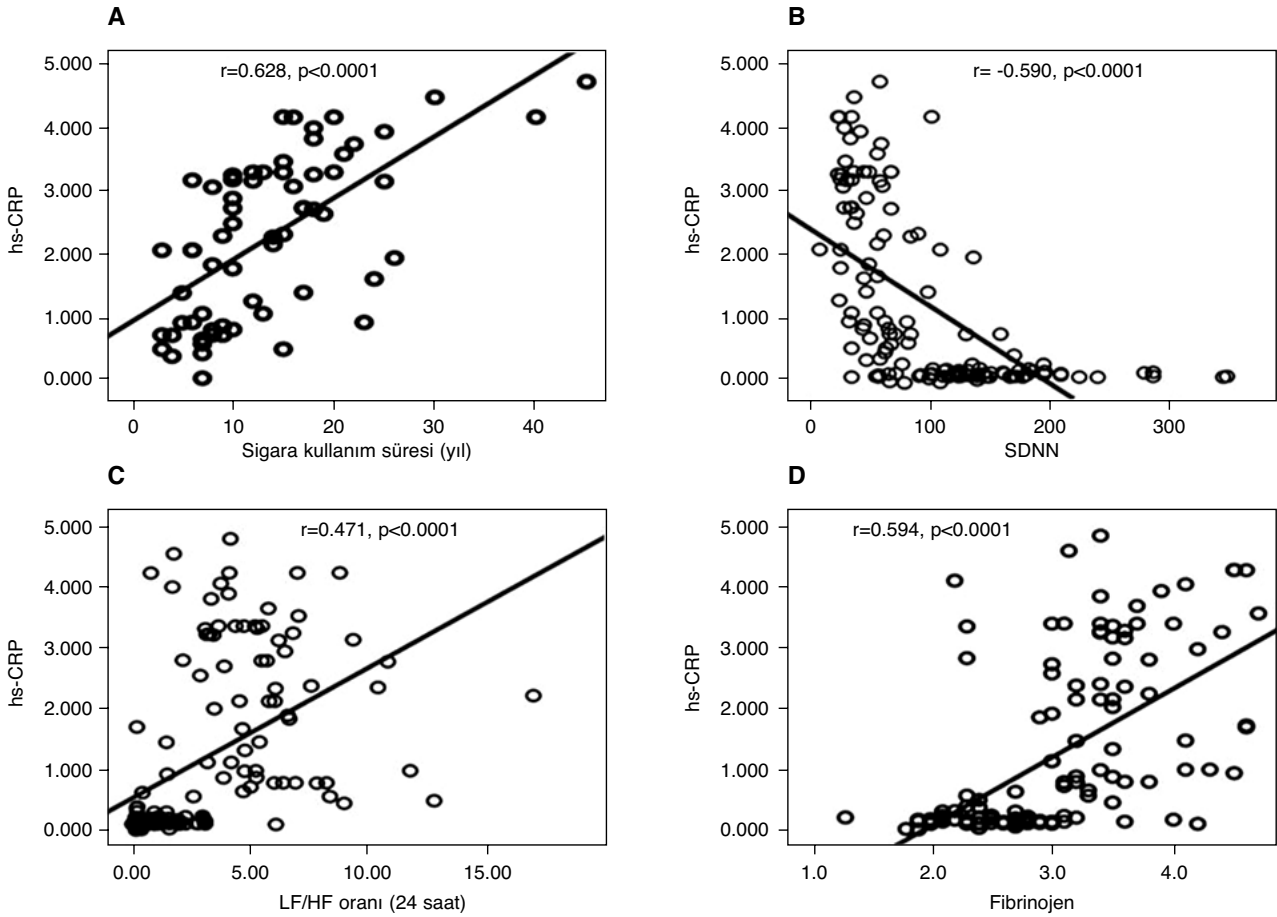 A
r=0.628, p<0.0001
5.000
4.000
3.000
2.000
1.000
0.000
hs-CRP
0 10 20 30 40
Sigara kullanım süresi (yıl)
B
r= -0.590, p<0.0001
5.000
4.000
3.000
2.000
1.000
0.000
hs-CRP
0 100 200 300
SDNN
C
r=0.471, p<0.0001
5.000
4.000
3.000
2.000
1.000
0.000
hs-CRP
0.00 5.00 10.00 15.00
LF/HF oranı (24 saat)
D
r=0.594, p<0.0001
5.000
4.000
3.000
2.000
1.000
0.000
hs-CRP
1.0 2.0 3.0 4.0
Fibrinojen